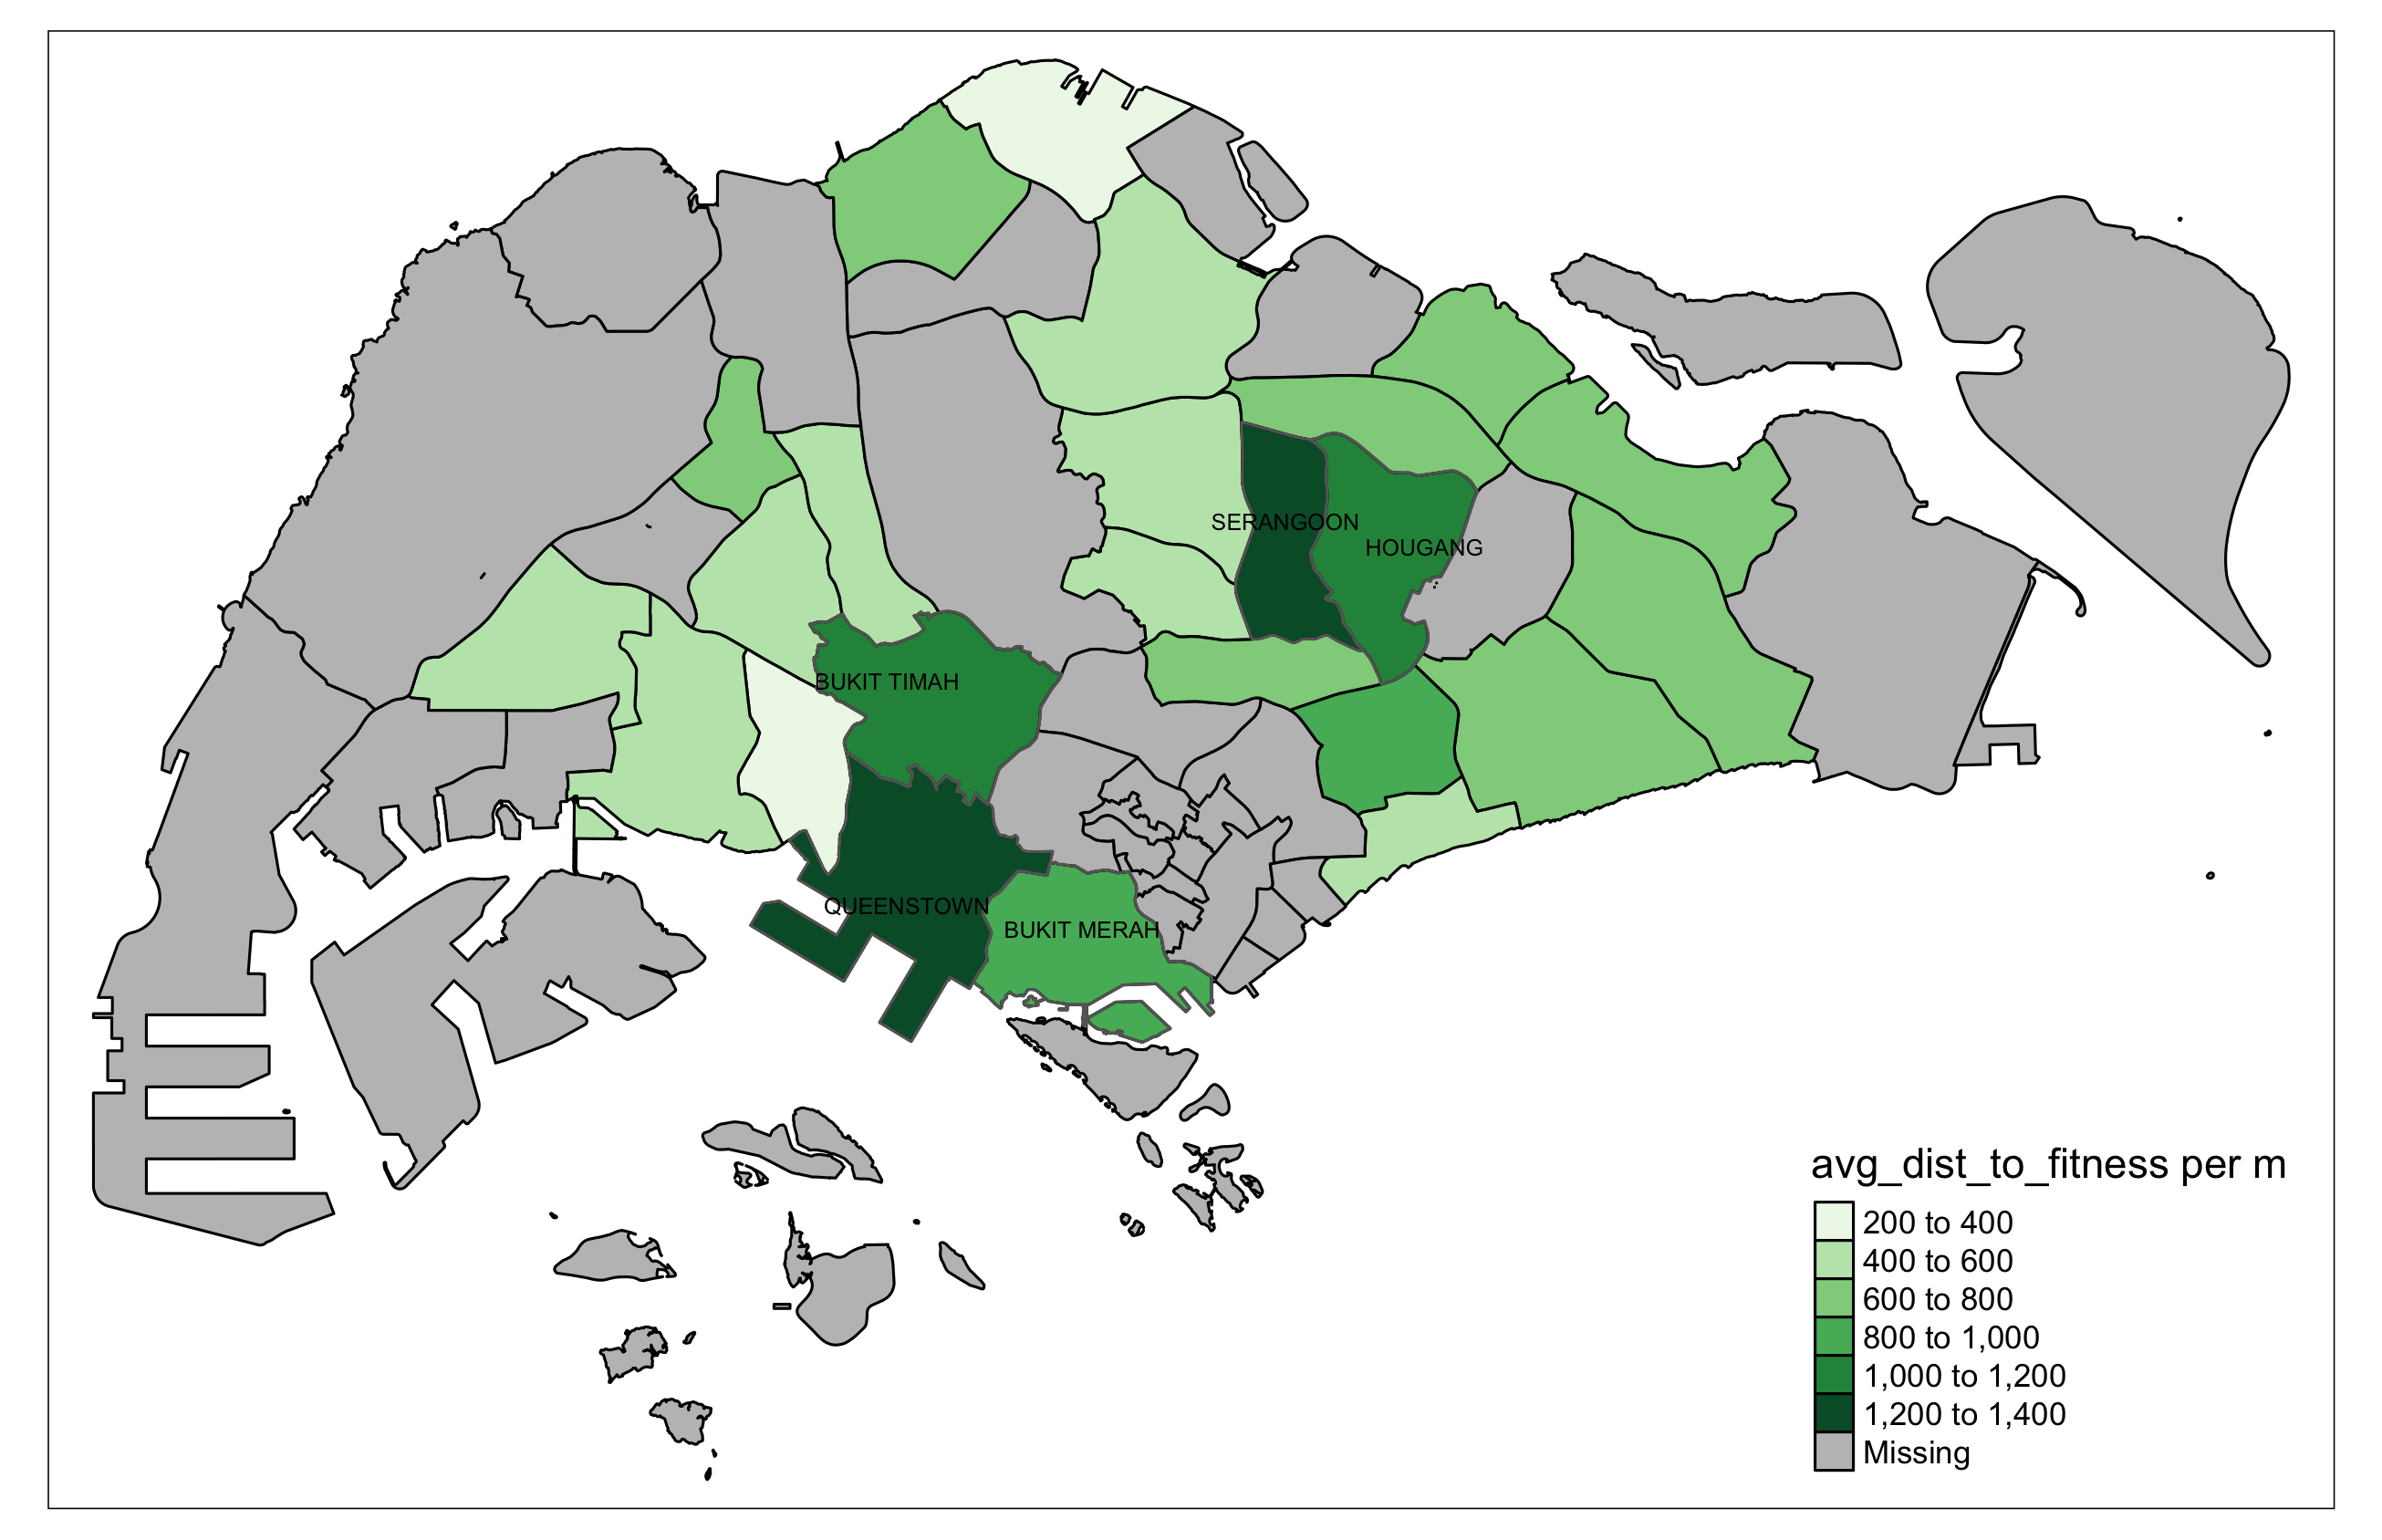 SERANGOON
HOUGANG
BUKIT TIMAH
QUEENSTOWN
BUKIT MERAH
avg_dist_to_fitness per m
200 to 400
400 to 600
600 to 800
800 to 1,000
1,000 to 1,200
1,200 to 1,400
Missing